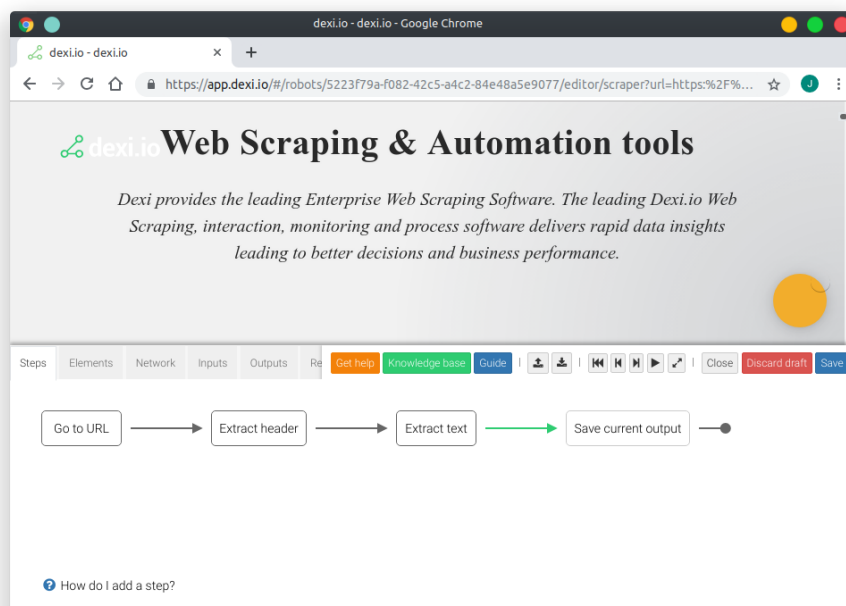 dexi.io - dexi.io - Google Chrome
dexi.io - dexi.io
https://app.dexi.io/#/robots/5223f79a-f082-42c5-a4c2-84e48a5e9077/editor/scraper?url=https:%2F%...
J
dexi.io
Web Scraping & Automation tools
Dexi provides the leading Enterprise Web Scraping Software. The leading Dexi.io Web
Scraping, interaction, monitoring and process software delivers rapid data insights
leading to better decisions and business performance.
Steps Elements Network Inputs Outputs Re Get help Knowledge base Guide Close Discard draft Save
Go to URL Extract header Extract text Save current output
How do I add a step?